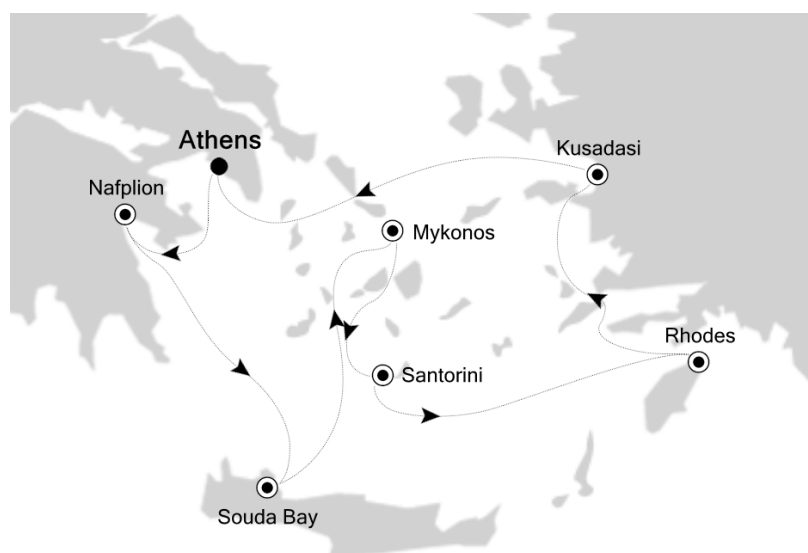 Athens
Kusadasi
Nafplion
Mykonos
Rhodes
Santorini
Souda Bay